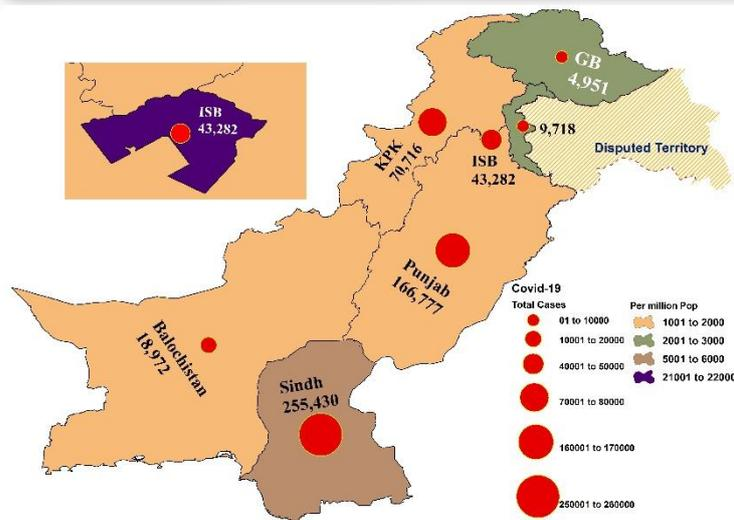 GB
4,951
ISB
43,282
9,718
Disputed Territory
KPK
70,716
ISB
43,282
Punjab
166,777
Balochistan
18,972
Sindh
255,430
Covid-19
Total Cases
01 to 10000
10001 to 20000
40001 to 50000
70001 to 80000
160001 to 170000
250001 to 260000
Per million Pop
1001 to 2000
2001 to 3000
5001 to 6000
21001 to 22000